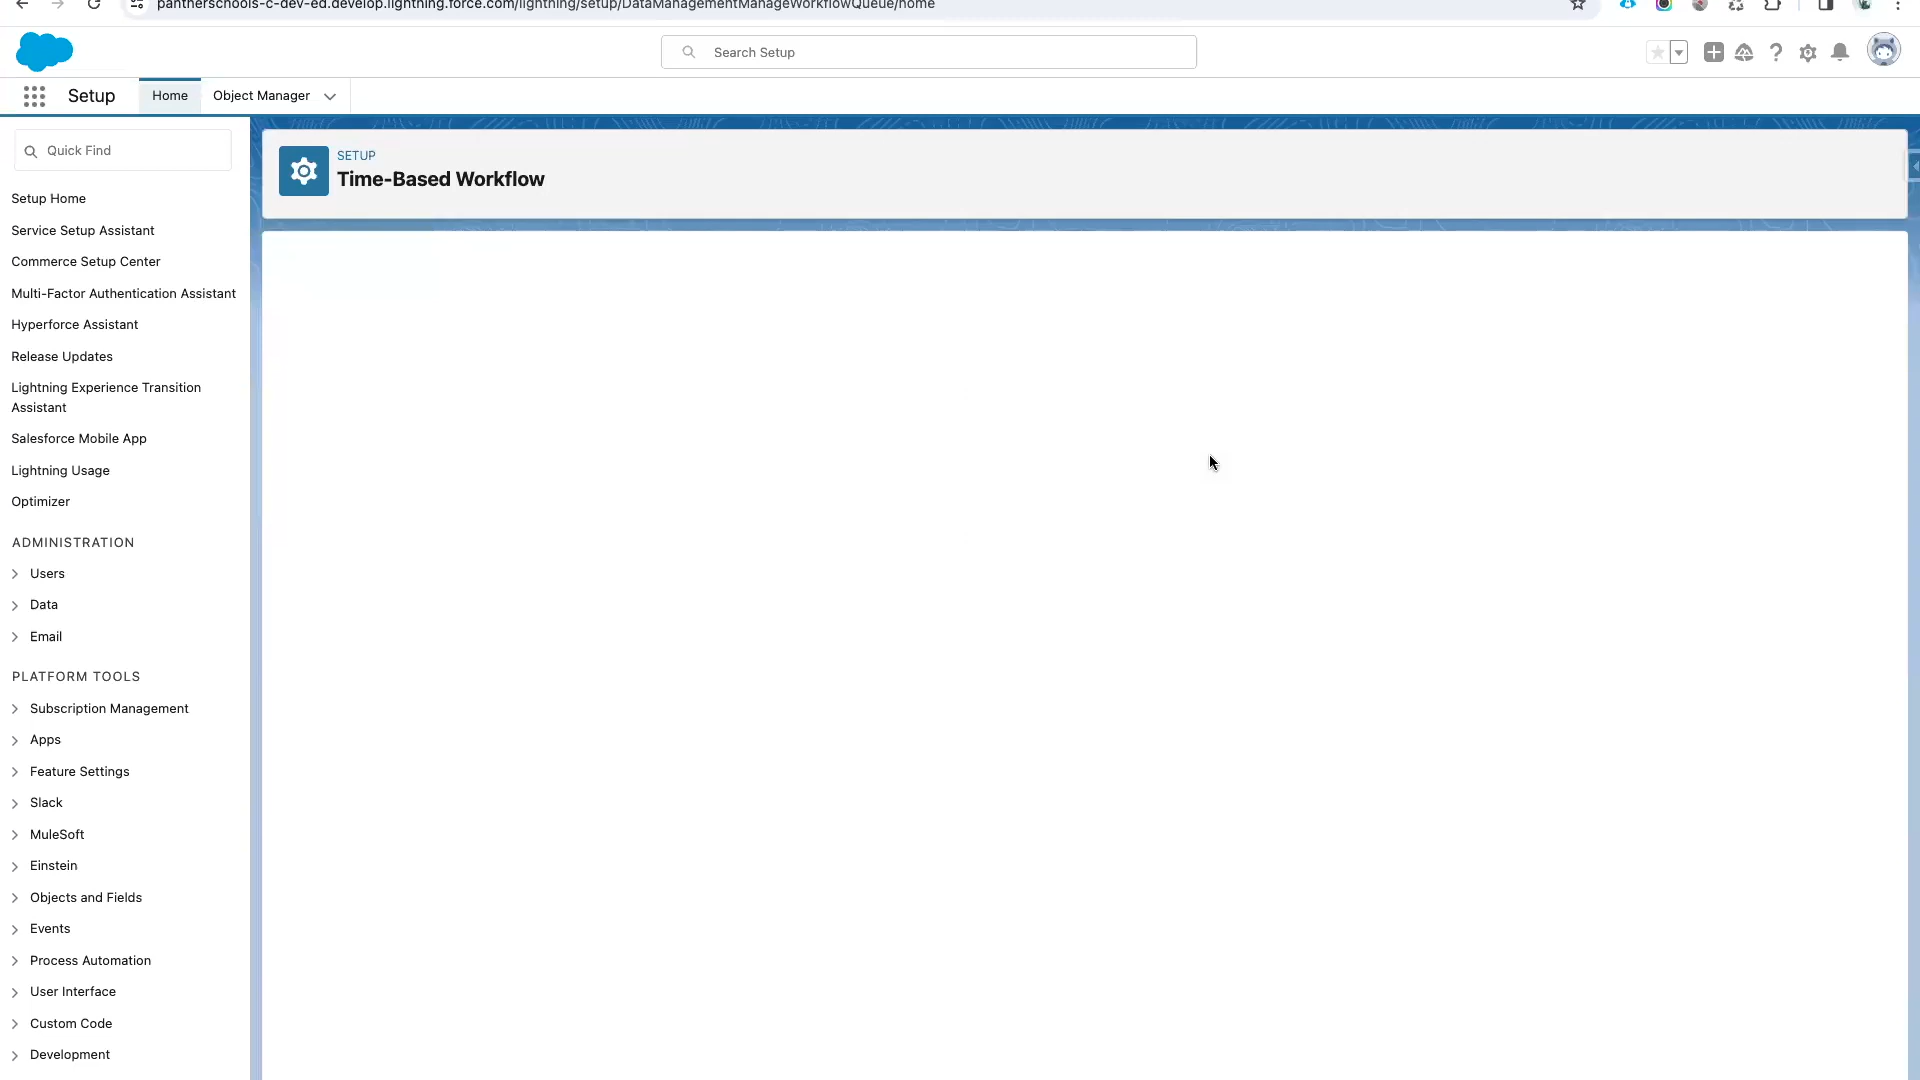 pantherschools-c-dev-ed.develop.lightning.force.com/lightning/setup/DataManagementManageWorkflowQueue/home
Search Setup
Setup
Home
Object Manager
Quick Find
SETUP
Time-Based Workflow
Setup Home
Service Setup Assistant
Commerce Setup Center
Multi-Factor Authentication Assistant
Hyperforce Assistant
Release Updates
Lightning Experience Transition
Assistant
Salesforce Mobile App
Lightning Usage
Optimizer
ADMINISTRATION
Users
Data
Email
PLATFORM TOOLS
Subscription Management
Apps
Feature Settings
Slack
MuleSoft
Einstein
Objects and Fields
Events
Process Automation
User Interface
Custom Code
Development